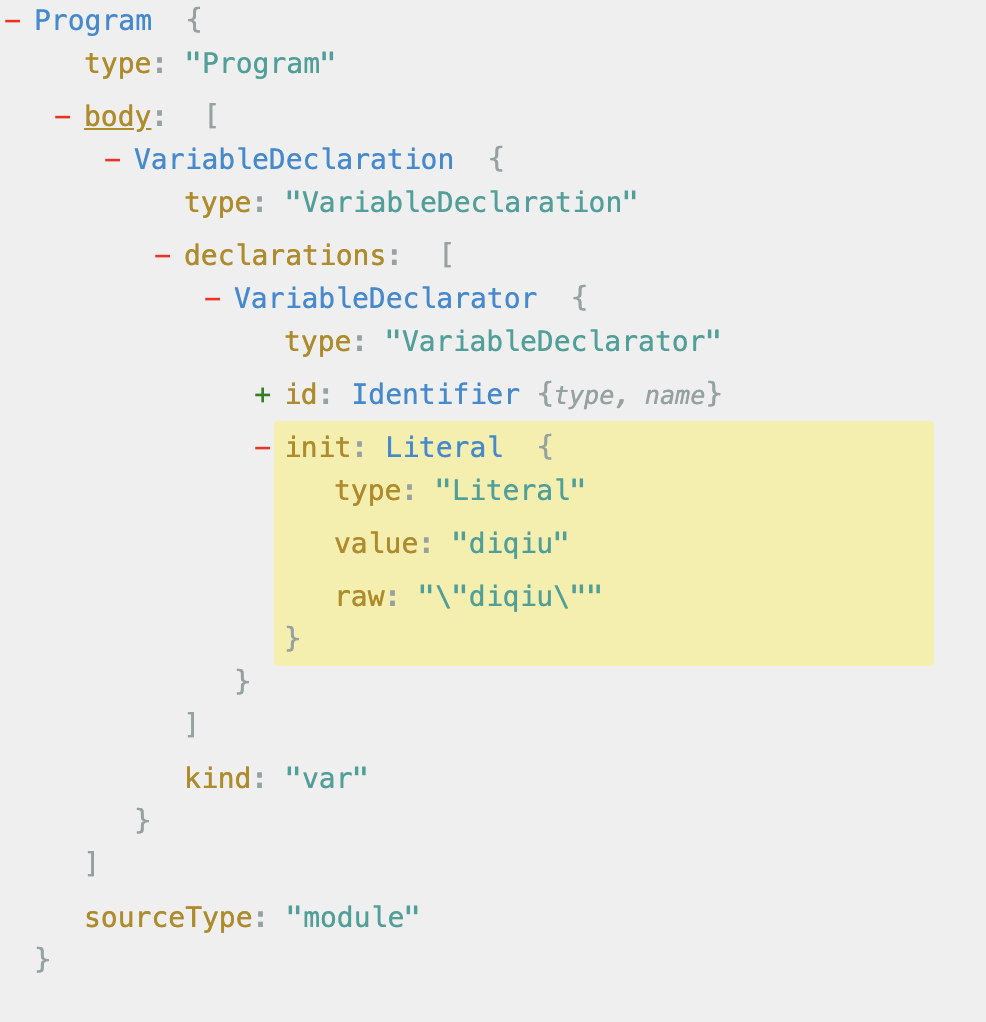 − Program {
type: "Program"
− body: [
− VariableDeclaration {
type: "VariableDeclaration"
− declarations: [
− VariableDeclarator {
type: "VariableDeclarator"
+ id: Identifier {type, name}
− init: Literal {
type: "Literal"
value: "diqiu"
raw: "\"diqiu\""
}
}
]
kind: "var"
}
]
sourceType: "module"
}